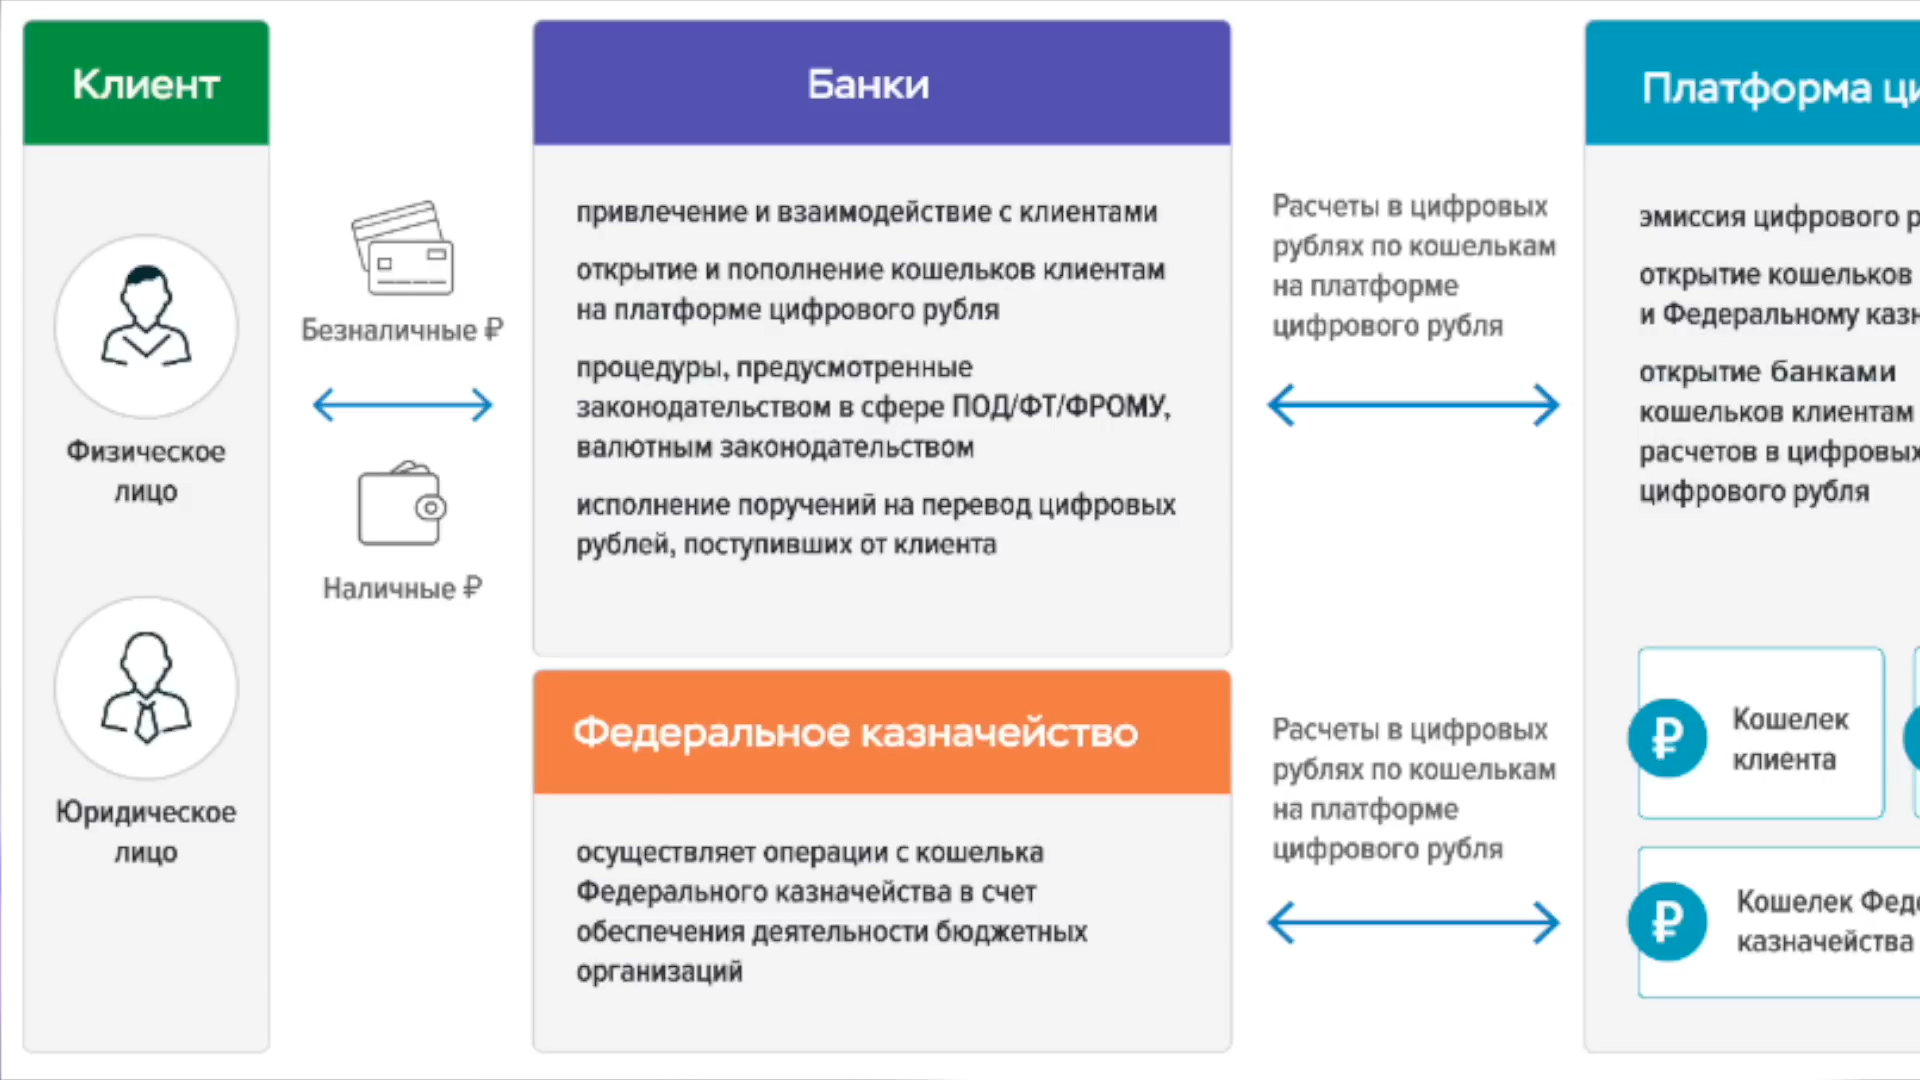 Клиент
Физическое
лицо
Юридическое
лицо
Безналичные ₽
Наличные ₽
Банки
привлечение и взаимодействие с клиентами
открытие и пополнение кошельков клиентам
на платформе цифрового рубля
процедуры, предусмотренные
законодательством в сфере ПОД/ФТ/ФРОМУ,
валютным законодательством
исполнение поручений на перевод цифровых
рублей, поступивших от клиента
Федеральное казначейство
осуществляет операции с кошелька
Федерального казначейства в счет
обеспечения деятельности бюджетных
организаций
Расчеты в цифровых
рублях по кошелькам
на платформе
цифрового рубля
Расчеты в цифровых
рублях по кошелькам
на платформе
цифрового рубля
Платформа
эмиссия цифрового
открытие кошельков
и Федеральному
открытие банками
кошельков клиентам
расчетов в цифровых
цифрового рубля
₽
Кошелек
клиента
₽
Кошелек
казначейства